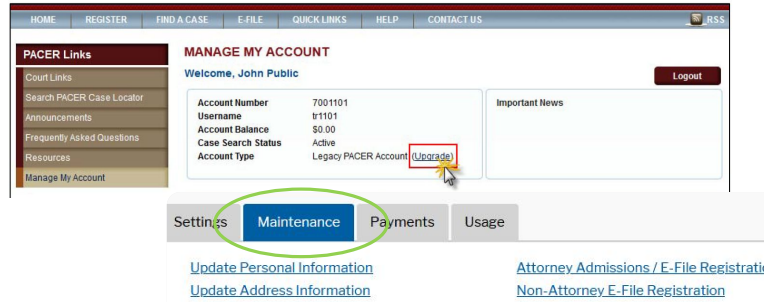 HOME REGISTER FIND A CASE E-FILE QUICK LINKS HELP CONTACT US RSS
PACER Links
Court Links
Search PACER Case Locator
Announcements
Frequently Asked Questions
Resources
Manage My Account
MANAGE MY ACCOUNT
Welcome, John Public
Logout
Account Number 7001101
Username tr1101
Account Balance $0.00
Case Search Status Active
Account Type Legacy PACER Account (Upgrade)
Important News
Settings Maintenance Payments Usage
Update Personal Information Attorney Admissions / E-File Registratio
Update Address Information Non-Attorney E-File Registration